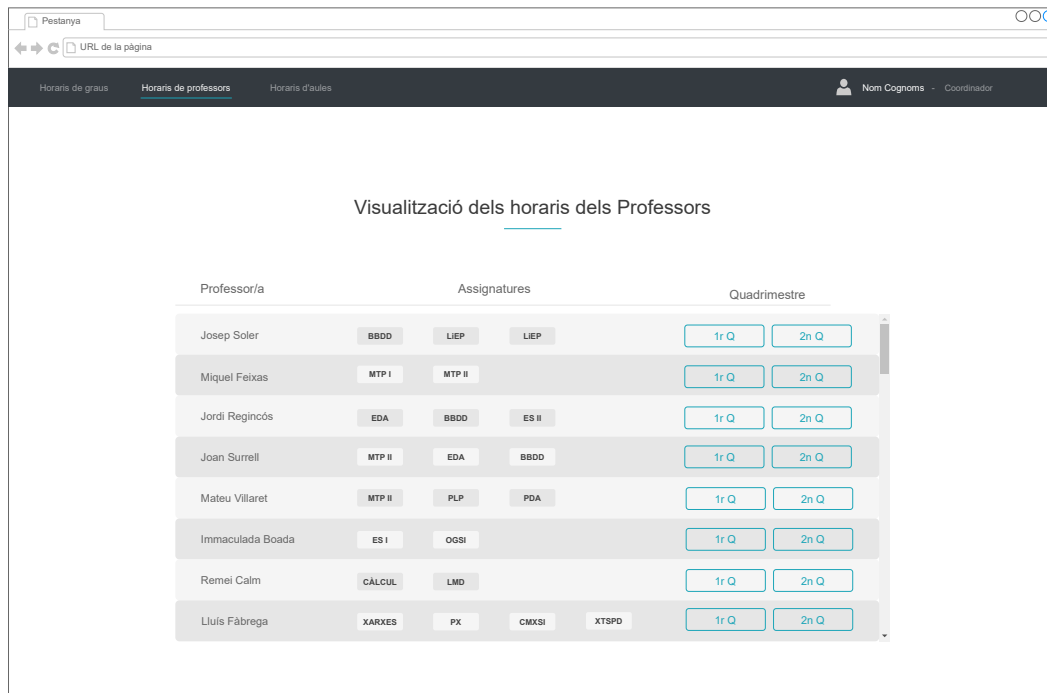 Pestanya
URL de la pàgina
Horaris de graus Horaris de professors Horaris d'aules Nom Cognoms - Coordinador
Visualització dels horaris dels Professors
Professor/a Assignatures Quadrimestre
Josep Soler BBDD LiEP LiEP 1r Q 2n Q
Miquel Feixas MTP I MTP II 1r Q 2n Q
Jordi Regincós EDA BBDD ES II 1r Q 2n Q
Joan Surrell MTP II EDA BBDD 1r Q 2n Q
Mateu Villaret MTP II PLP PDA 1r Q 2n Q
Immaculada Boada ES I OGSI 1r Q 2n Q
Remei Calm CÀLCUL LMD 1r Q 2n Q
Lluís Fàbrega XARXES PX CMXSI XTSPD 1r Q 2n Q